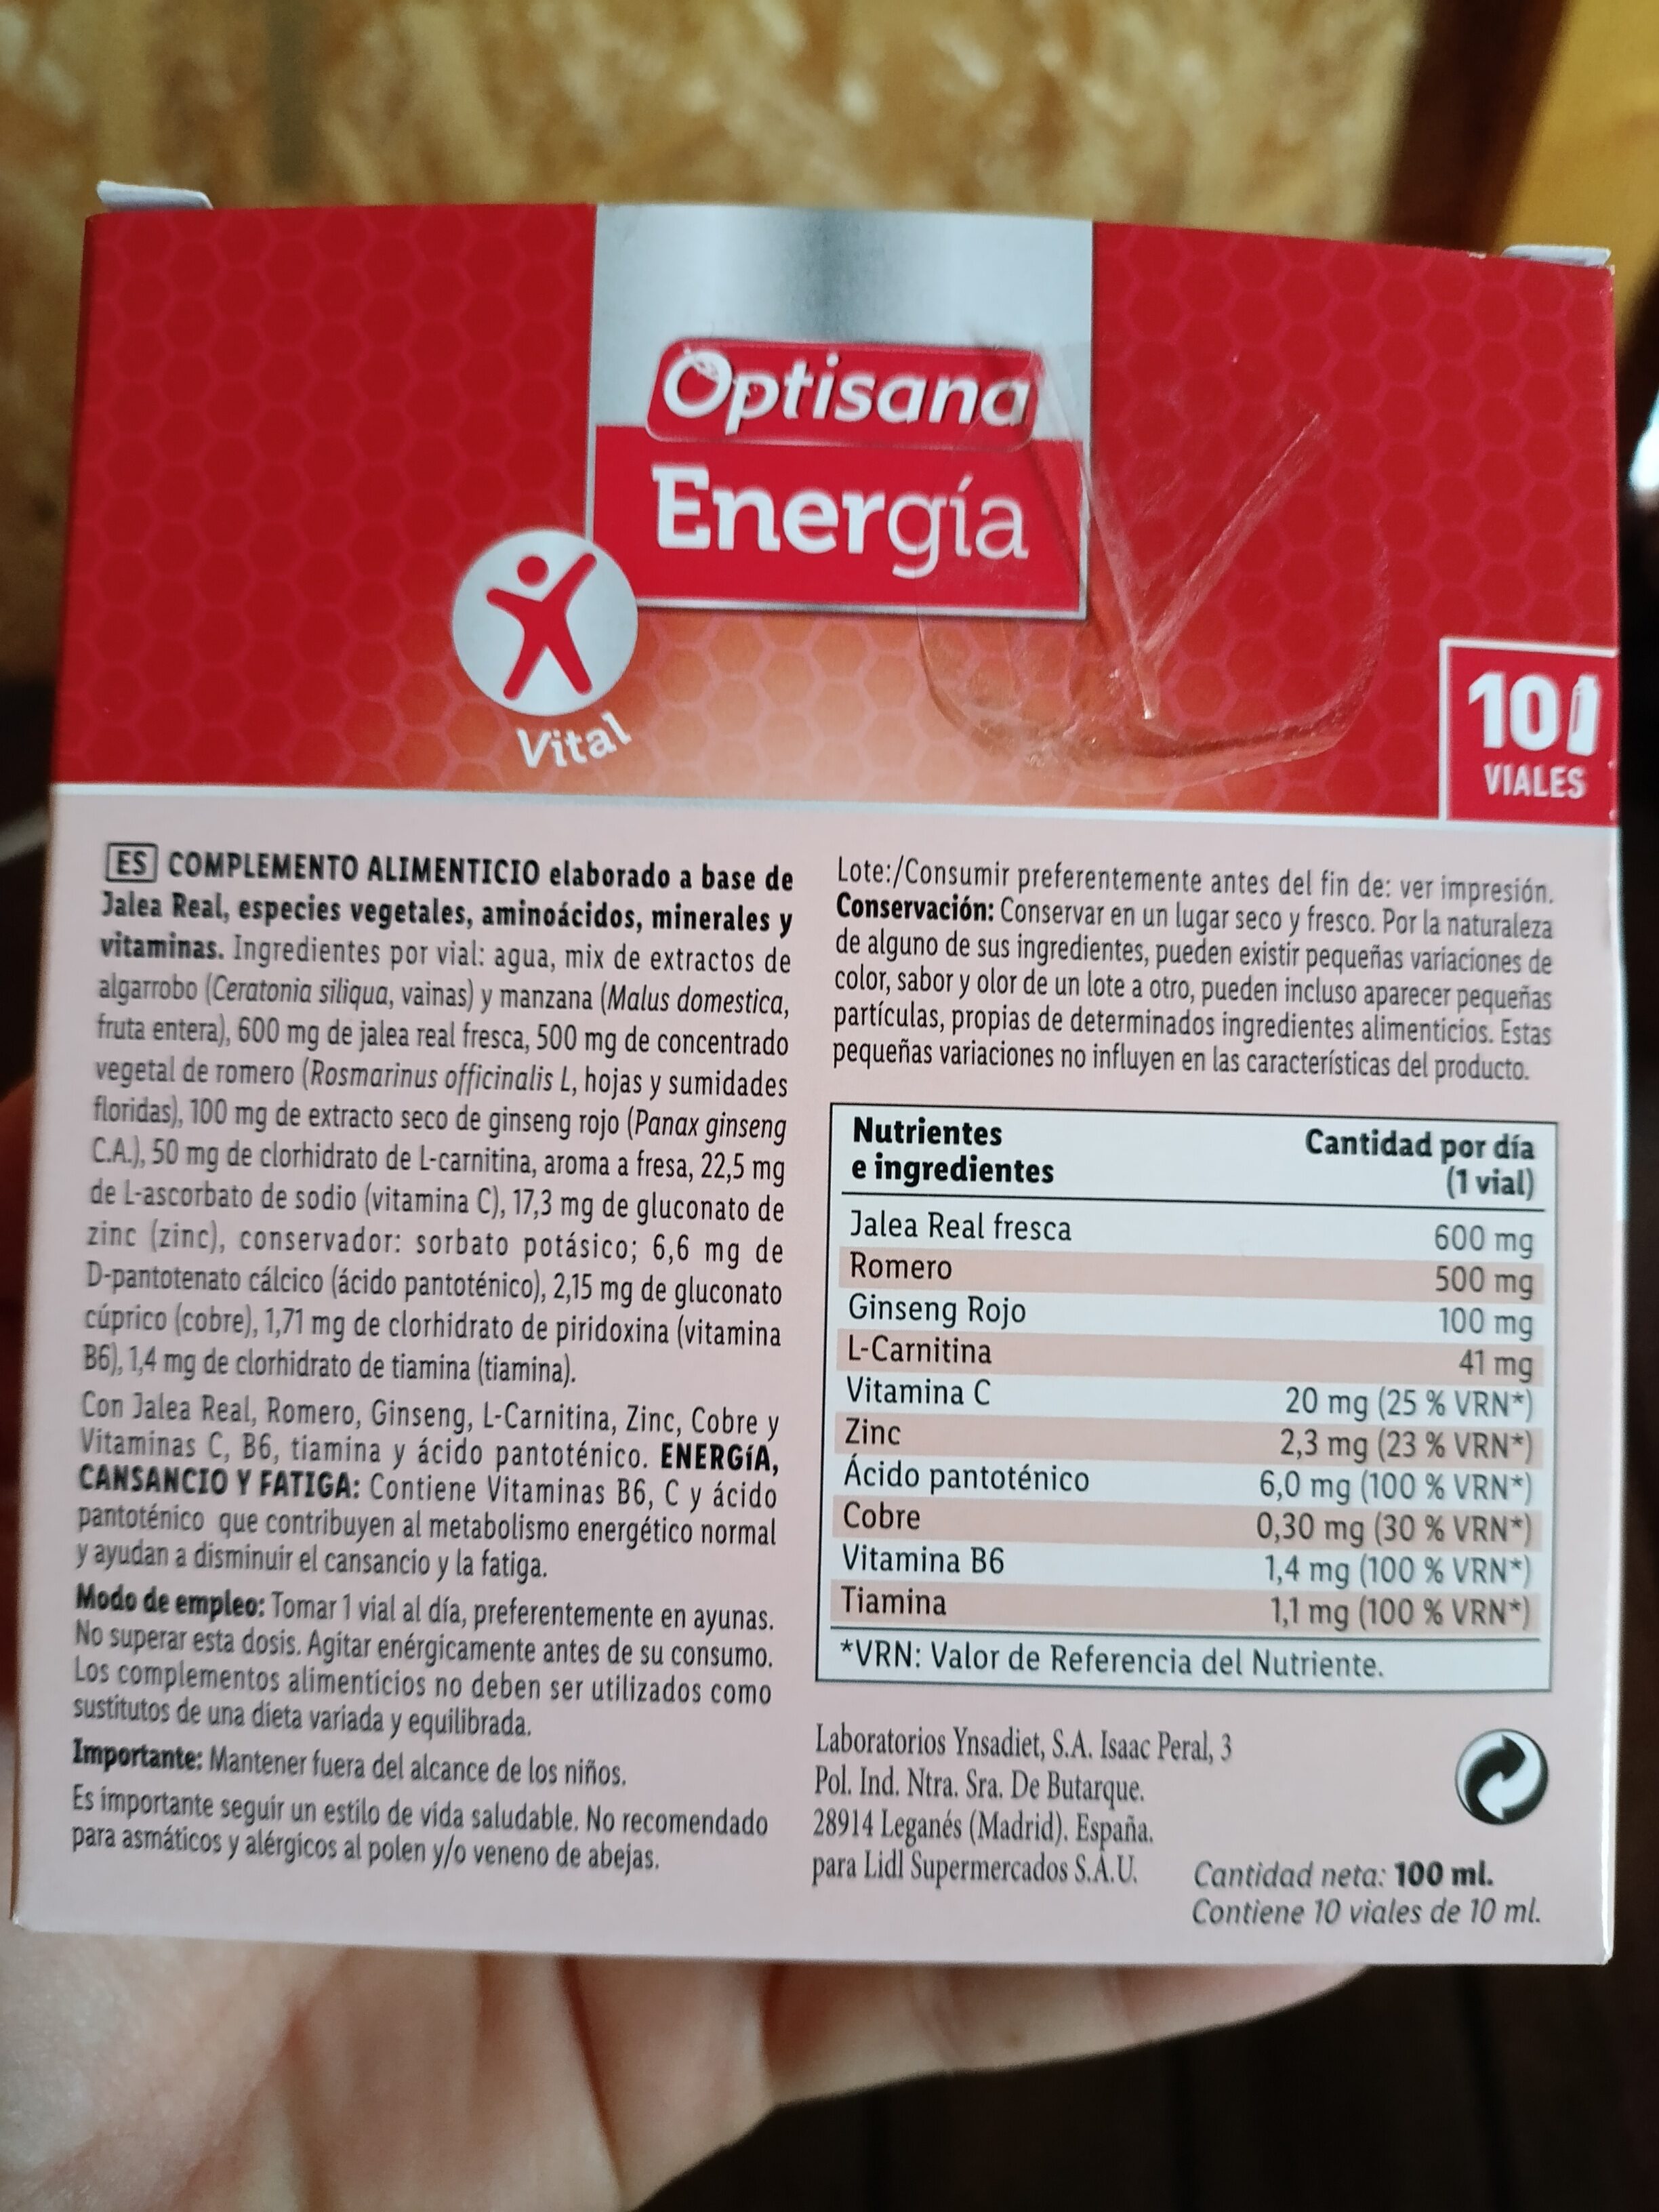 Optisana
Energía
Vital
10
VIALES
ES COMPLEMENTO ALIMENTICIO elaborado a base de
Jalea Real, especies vegetales, aminoácidos, minerales y
vitaminas. Ingredientes por vial: agua, mix de extractos de
algarrobo (Ceratonia siliqua, vainas) y manzana (Malus domestica,
fruta entera), 600 mg de jalea real fresca, 500 mg de concentrado
vegetal de romero (Rosmarinus officinalis L, hojas y sumidades
floridas), 100 mg de extracto seco de ginseng rojo (Panax ginseng
C.A.), 50 mg de clorhidrato de L-carnitina, aroma a fresa, 22,5 mg
de L-ascorbato de sodio (vitamina C), 17,3 mg de gluconato de
zinc (zinc), conservador: sorbato potásico; 6,6 mg de
D-pantotenato cálcico (ácido pantoténico), 2,15 mg de gluconato
cúprico (cobre), 1,71 mg de clorhidrato de piridoxina (vitamina
B6), 1,4 mg de clorhidrato de tiamina (tiamina).
Con Jalea Real, Romero, Ginseng, L-Carnitina, Zinc, Cobre y
Vitaminas C, B6, tiamina y ácido pantoténico. ENERGíA,
CANSANCIO Y FATIGA: Contiene Vitaminas B6, C y ácido
pantoténico que contribuyen al metabolismo energético normal
y ayudan a disminuir el cansancio y la fatiga.
Modo de empleo: Tomar 1 vial al día, preferentemente en ayunas.
No superar esta dosis. Agitar enérgicamente antes de su consumo.
Los complementos alimenticios no deben ser utilizados como
sustitutos de una dieta variada y equilibrada.
Importante: Mantener fuera del alcance de los niños.
Es importante seguir un estilo de vida saludable. No recomendado
para asmáticos y alérgicos al polen y/o veneno de abejas.
Lote:/Consumir preferentemente antes del fin de: ver impresión.
Conservación: Conservar en un lugar seco y fresco. Por la naturaleza
de alguno de sus ingredientes, pueden existir pequeñas variaciones de
color, sabor y olor de un lote a otro, pueden incluso aparecer pequeñas
partículas, propias de determinados ingredientes alimenticios. Estas
pequeñas variaciones no influyen en las características del producto.
Nutrientes e ingredientes Cantidad por día (1 vial)
Jalea Real fresca 600 mg
Romero 500 mg
Ginseng Rojo 100 mg
L-Carnitina 41 mg
Vitamina C 20 mg (25 % VRN*)
Zinc 2,3 mg (23 % VRN*)
Ácido pantoténico 6,0 mg (100 % VRN*)
Cobre 0,30 mg (30 % VRN*)
Vitamina B6 1,4 mg (100 % VRN*)
Tiamina 1,1 mg (100 % VRN*)
*VRN: Valor de Referencia del Nutriente.
Laboratorios Ynsadiet, S.A. Isaac Peral, 3
Pol. Ind. Ntra. Sra. De Butarque.
28914 Leganés (Madrid). España.
para Lidl Supermercados S.A.U.
Cantidad neta: 100 ml.
Contiene 10 viales de 10 ml.